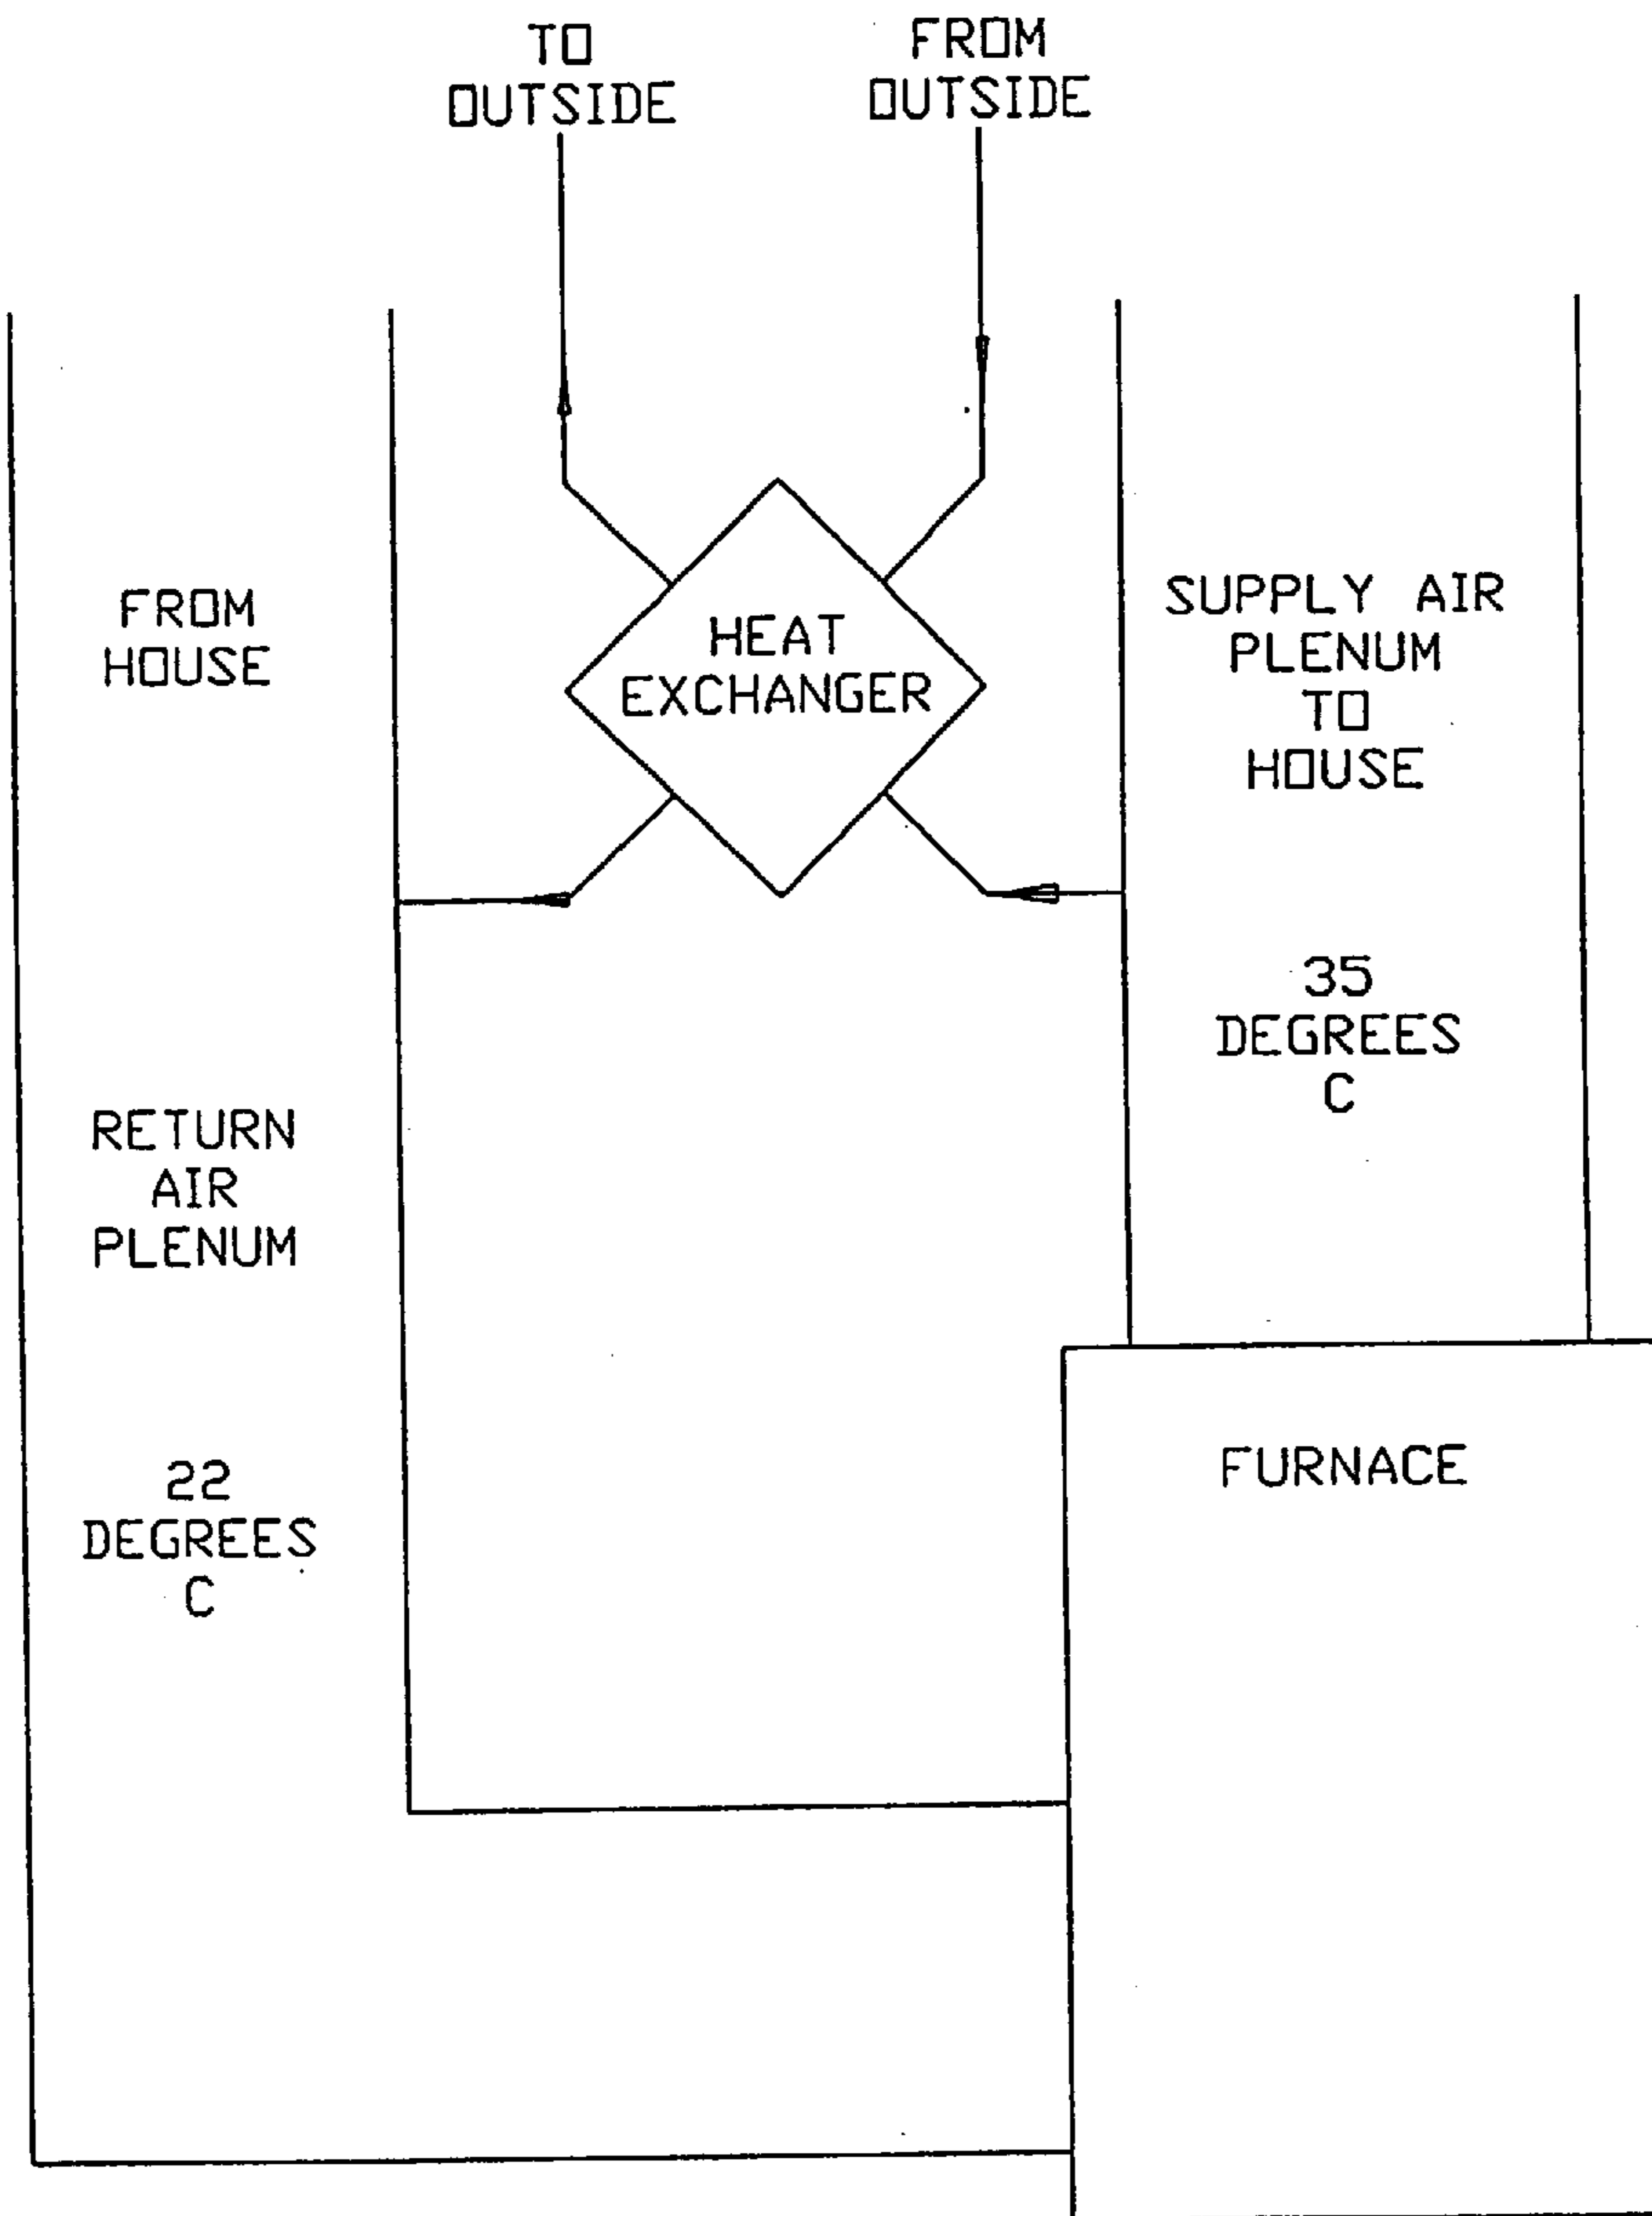 TO
OUTSIDE
FROM
OUTSIDE
FROM
HOUSE
HEAT
EXCHANGER
SUPPLY AIR
PLENUM
TO
HOUSE
35
DEGREES
C
RETURN
AIR
PLENUM
22
DEGREES
C
FURNACE